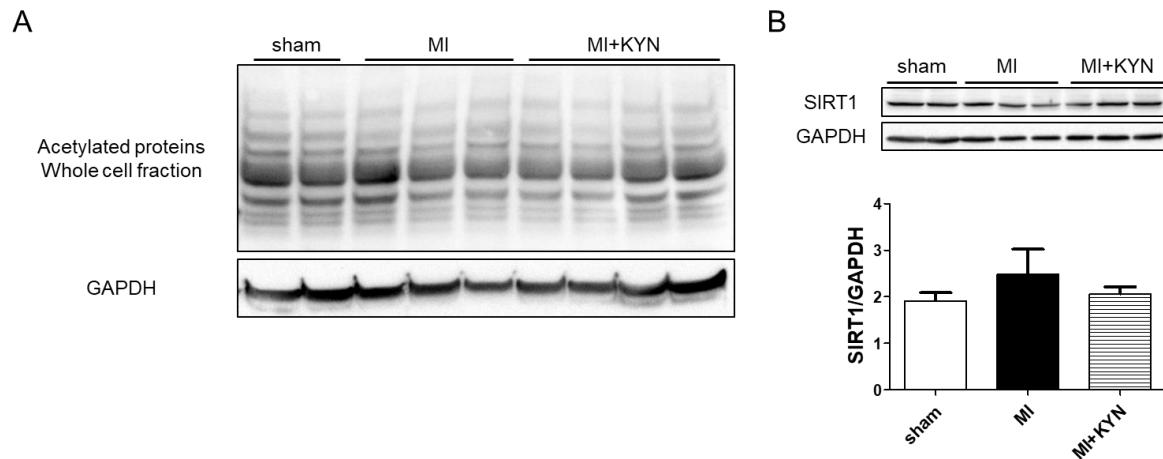 A
sham MI MI+KYN
Acetylated proteins
Whole cell fraction
GAPDH
B
sham MI MI+KYN
SIRT1
GAPDH
SIRT1/GAPDH
4
3
2
1
0
sham MI MI+KYN